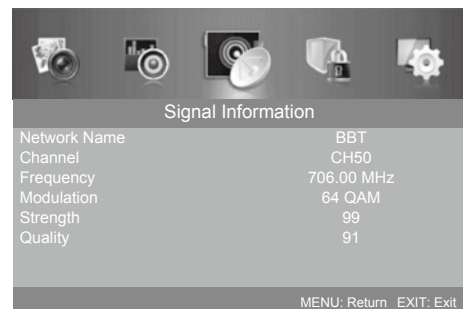 Signal Information
Network Name BBT
Channel CH50
Frequency 706.00 MHz
Modulation 64 QAM
Strength 99
Quality 91
MENU: Return EXIT: Exit